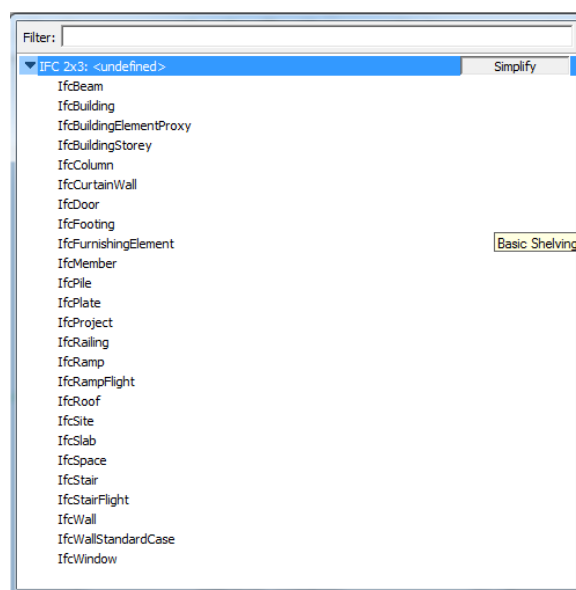 Filter:
IFC 2x3: <undefined> Simplify
IfcBeam
IfcBuilding
IfcBuildingElementProxy
IfcBuildingStorey
IfcColumn
IfcCurtainWall
IfcDoor
IfcFooting
IfcFurnishingElement Basic Shelving
IfcMember
IfcPile
IfcPlate
IfcProject
IfcRailing
IfcRamp
IfcRampFlight
IfcRoof
IfcSite
IfcSlab
IfcSpace
IfcStair
IfcStairFlight
IfcWall
IfcWallStandardCase
IfcWindow